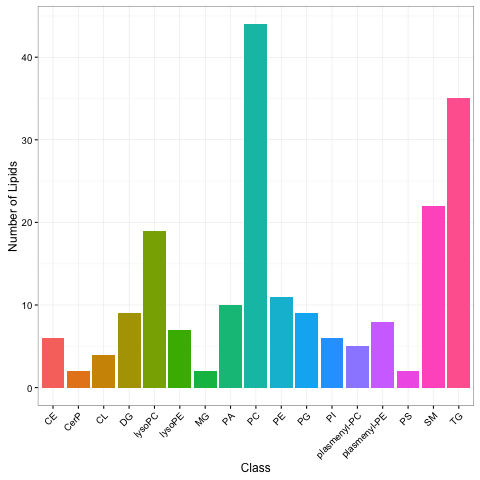 Number of Lipids
40
30
20
10
0
CE
CerP
CL
DG
lysoPC
lysoPE
MG
PA
PC
PE
PG
PI
plasmenyl-PC
plasmenyl-PE
PS
SM
TG
Class